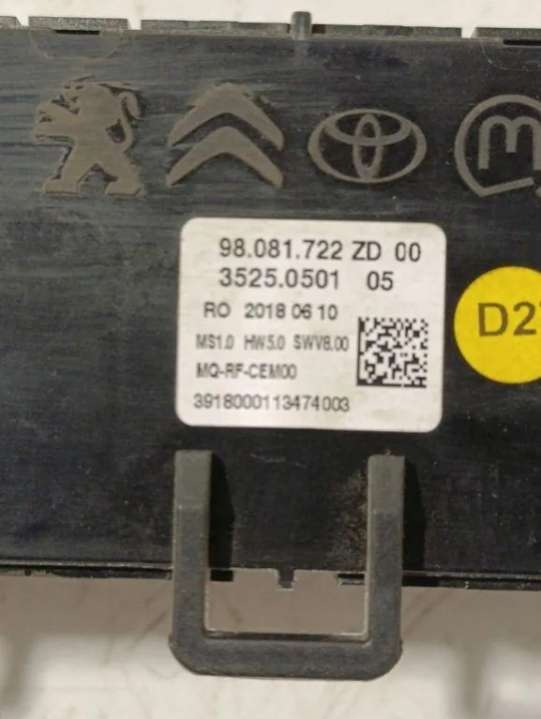 98.081.722 ZD 00
3525.0501 05
RO 2018 06 10
MS1.0 HW5.0 SWV8.00
MQ-RF-CEM00
3918000113474003
D2